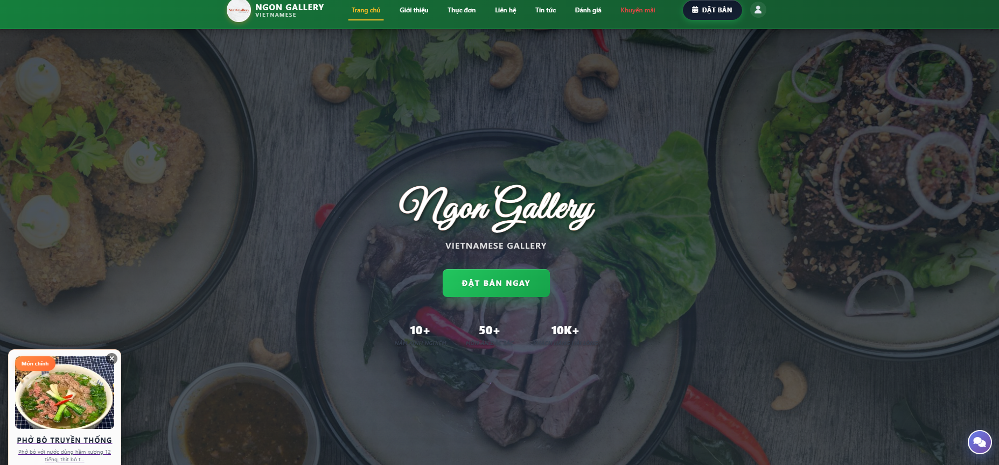 NGON Gallery
NGON GALLERY
VIETNAMESE
Trang chủ
Giới thiệu
Thực đơn
Liên hệ
Tin tức
Đánh giá
Khuyến mãi
ĐẶT BÀN
Ngon Gallery
VIETNAMESE GALLERY
ĐẶT BÀN NGAY
10+
50+
10K+
NĂM KINH NGHIỆM
Món chính
PHỞ BÒ TRUYỀN THỐNG
Phở bò với nước dùng hầm xương 12
tiếng, thịt bò t...